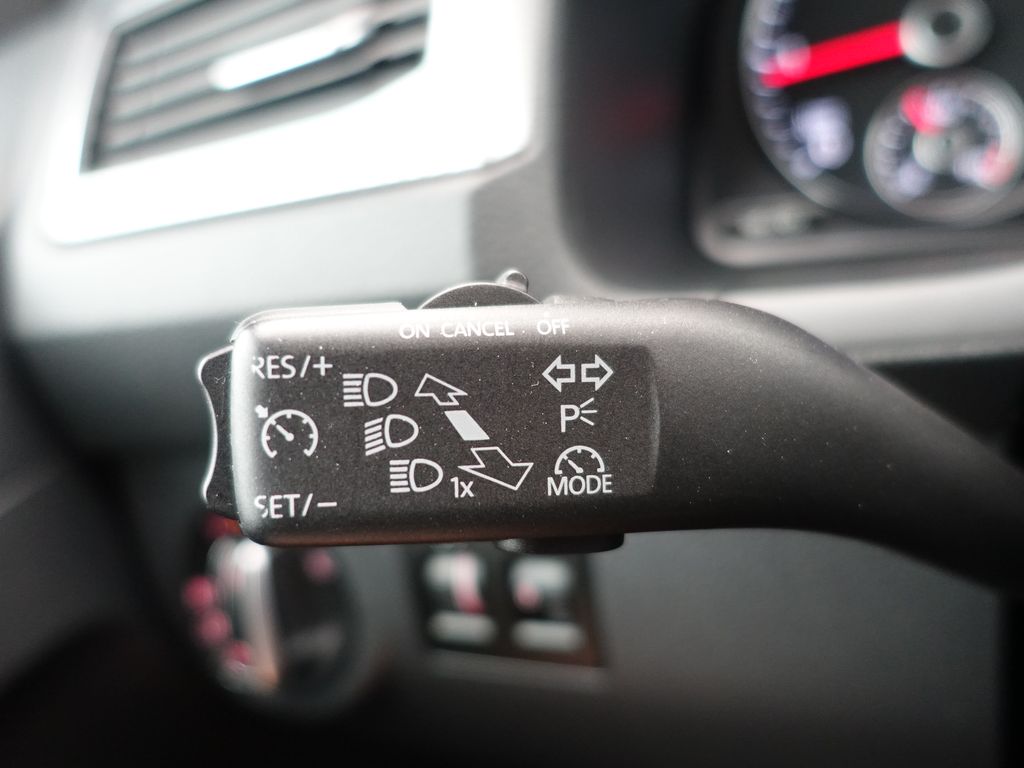 ON CANCEL OFF
RES/+
P
1x
MODE
SET/-